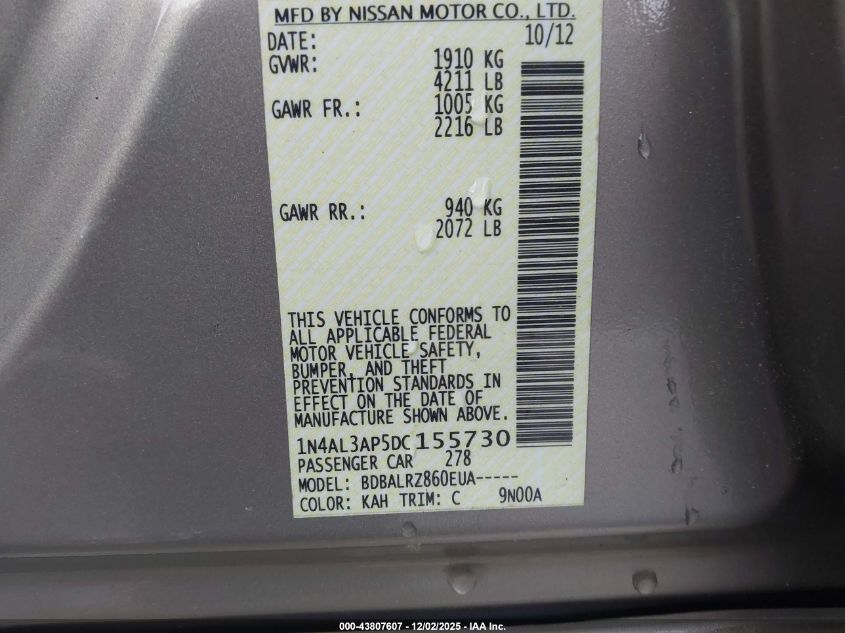 MFD BY NISSAN MOTOR CO., LTD.
DATE: 10/12
GVWR: 1910 KG
4211 LB
GAWR FR.: 1005 KG
2216 LB
GAWR RR.: 940 KG
2072 LB
THIS VEHICLE CONFORMS TO
ALL APPLICABLE FEDERAL
MOTOR VEHICLE SAFETY,
BUMPER, AND THEFT
PREVENTION STANDARDS IN
EFFECT ON THE DATE OF
MANUFACTURE SHOWN ABOVE.
1N4AL3AP5DC155730
PASSENGER CAR 278
MODEL: BDBALRZ860EUA-----
COLOR: KAH TRIM: C 9N00A
000-43807607 - 12/02/2025 - IAA Inc.